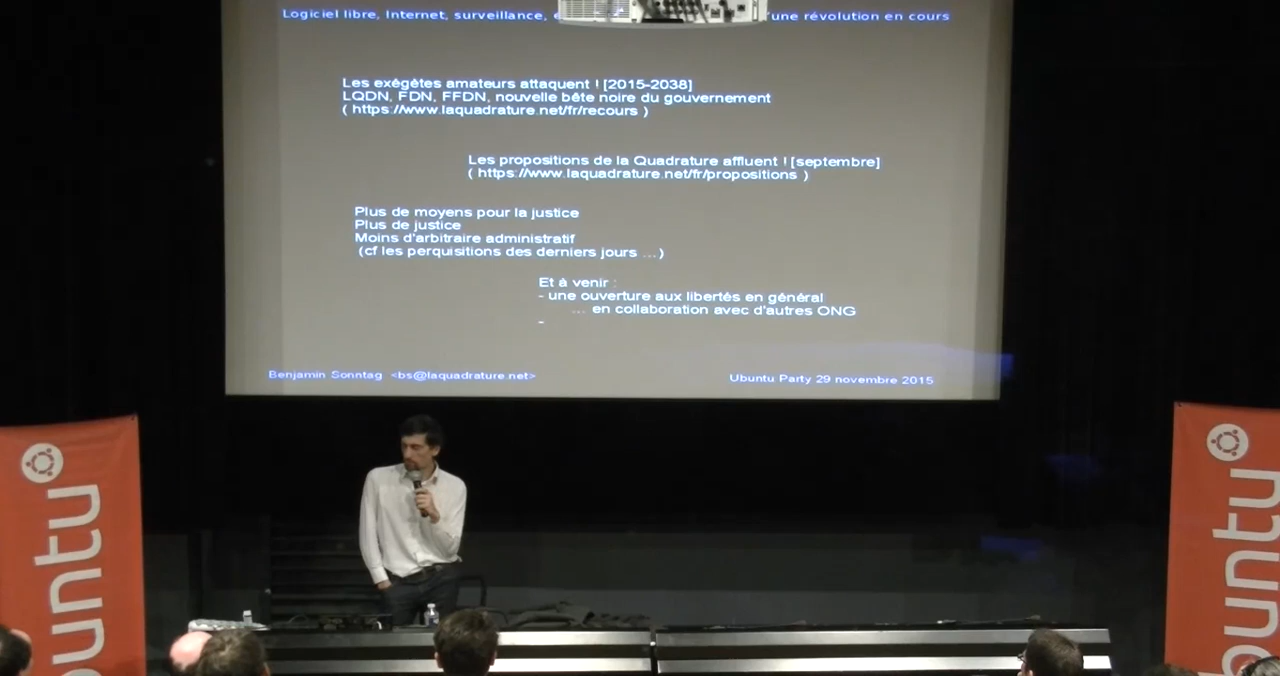 Logiciel libre, Internet, surveillance, 'une révolution en cours
Les exégètes amateurs attaquent ! [2015-2038]
LQDN, FDN, FFDN, nouvelle bête noire du gouvernement
( https://www.laquadrature.net/fr/recours )
Les propositions de la Quadrature affluent ! [septembre]
( https://www.laquadrature.net/fr/propositions )
Plus de moyens pour la justice
Plus de justice
Moins d'arbitraire administratif
(cf les perquisitions des derniers jours ...)
Et à venir :
- une ouverture aux libertés en général
... en collaboration avec d'autres ONG
-
Benjamin Sonntag <bs@laquadrature.net>
Ubuntu Party 29 novembre 2015
ountu
ountu